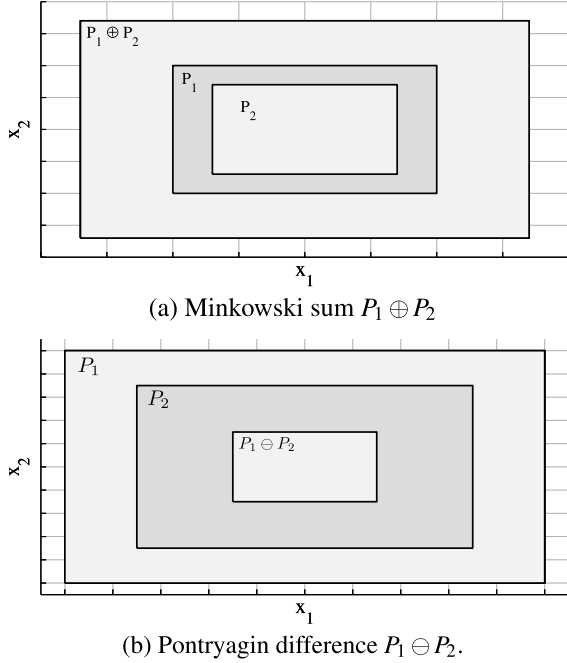 P₁ ⊕ P₂
P₁
P₂
x₂
x₁
(a) Minkowski sum P₁ ⊕ P₂
P₁
P₂
P₁ ⊖ P₂
x₂
x₁
(b) Pontryagin difference P₁ ⊖ P₂.